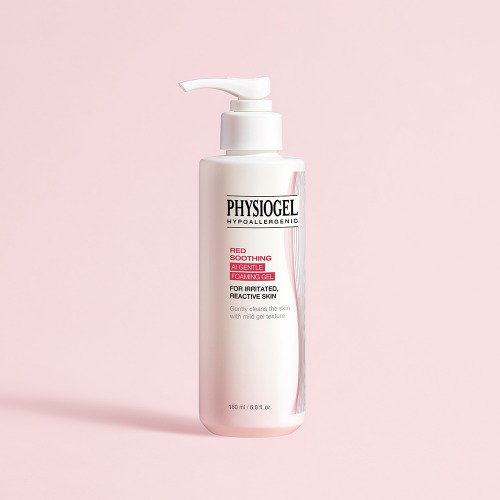 PHYSIOGEL
HYPOALLERGENIC
RED
SOOTHING
AI GENTLE
FOAMING GEL
FOR IRRITATED,
REACTIVE SKIN
Gently cleans the skin
with mild gel texture
180 ml / 6.0 fl. oz.